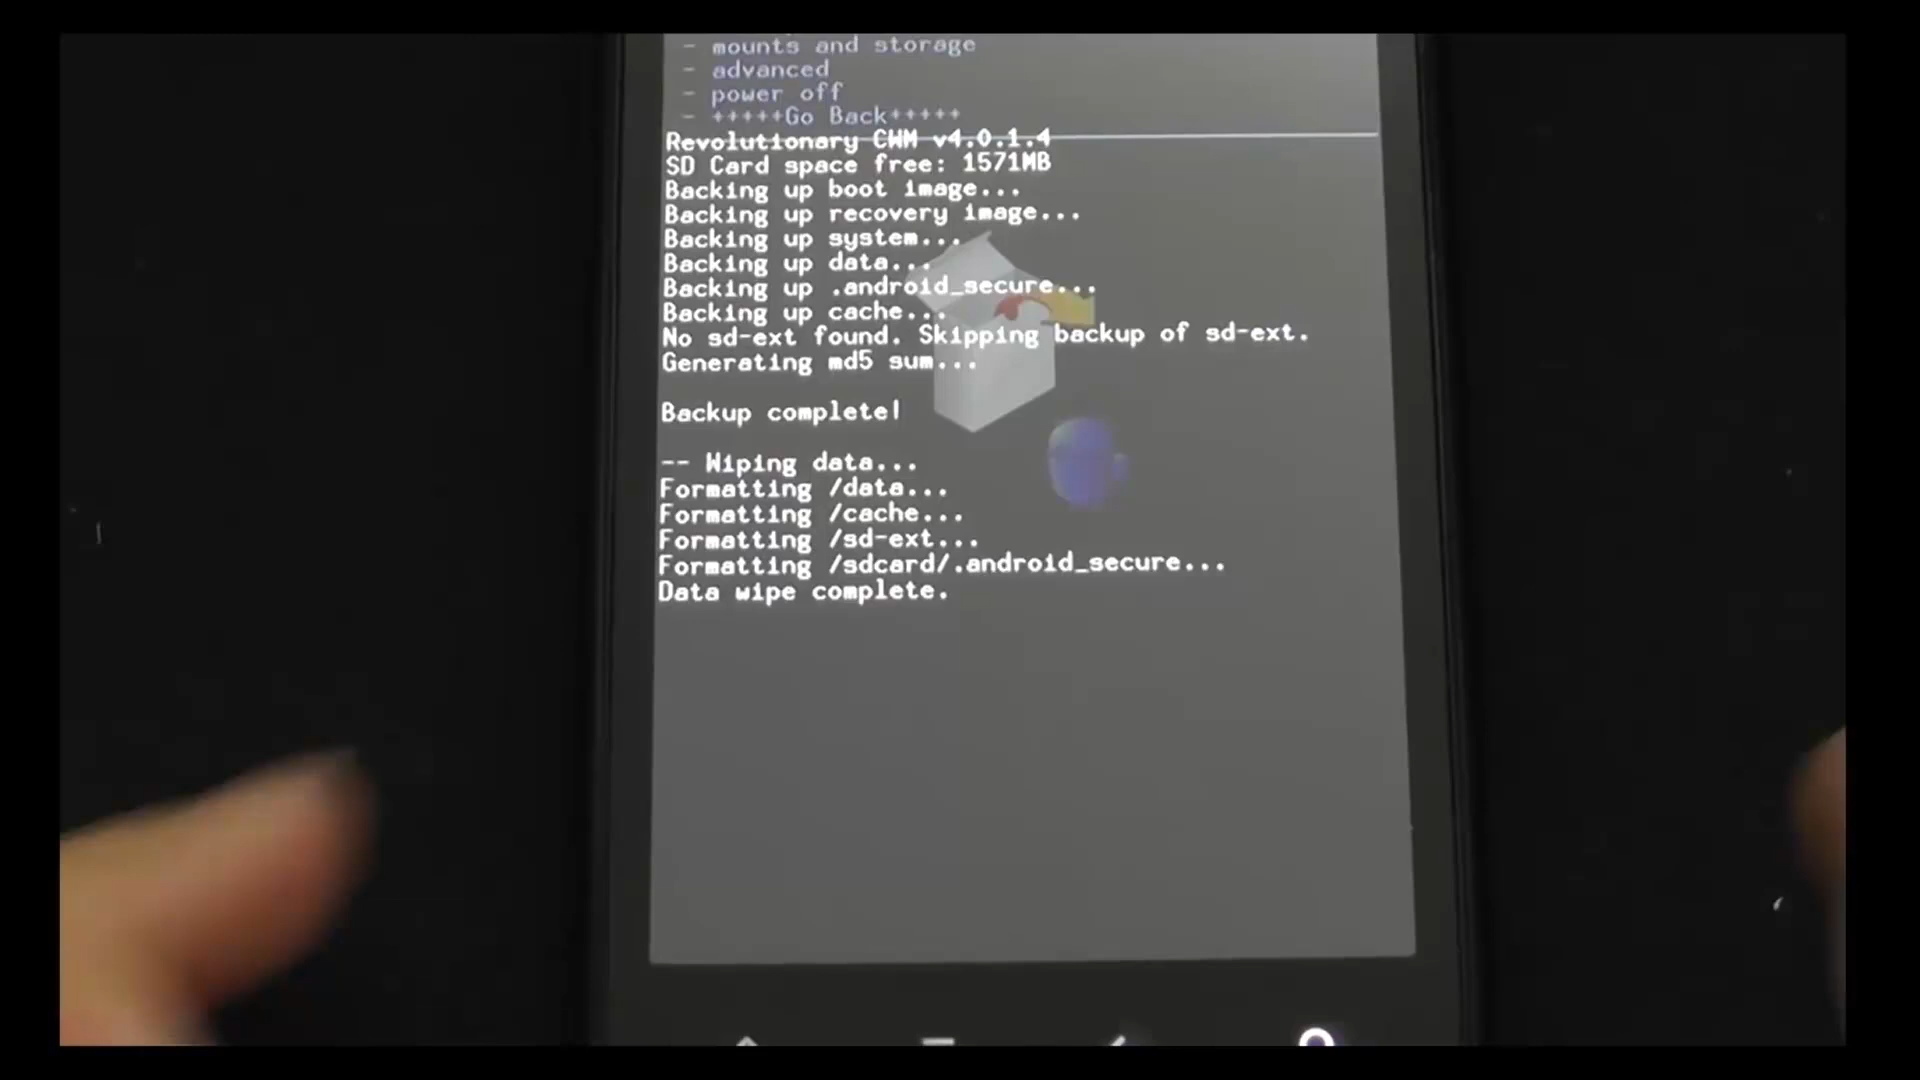 - mounts and storage
- advanced
- power off
- +++++Go Back+++++
Revolutionary CWM v4.0.1.4
SD Card space free: 1571MB
Backing up boot image...
Backing up recovery image...
Backing up system...
Backing up data...
Backing up .android_secure...
Backing up cache...
No sd-ext found. Skipping backup of sd-ext.
Generating md5 sum...
Backup complete!
-- Wiping data...
Formatting /data...
Formatting /cache...
Formatting /sd-ext...
Formatting /sdcard/.android_secure...
Data wipe complete.